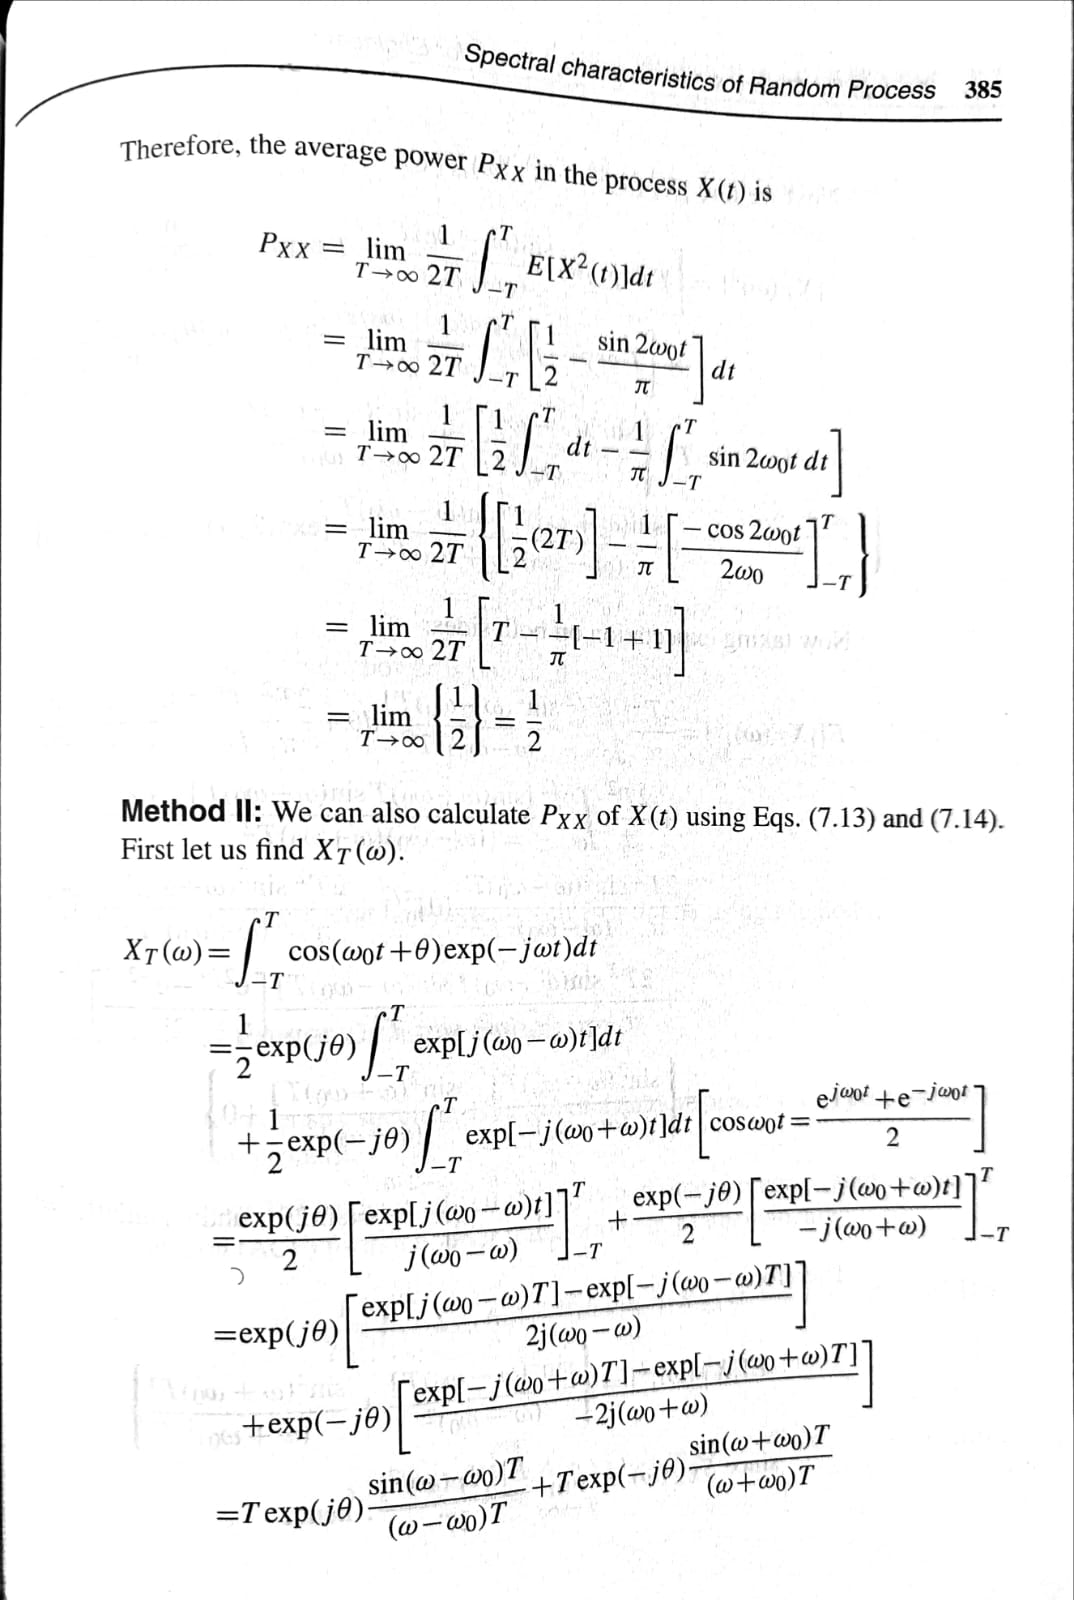 Spectral characteristics of Random Process 385
Therefore, the average power P_XX in the process X(t) is
P_XX = lim_{T→∞} 1/2T ∫_{−T}^{T} E[X²(t)]dt
= lim_{T→∞} 1/2T ∫_{−T}^{T} [1/2 − sin 2ω₀t/π] dt
= lim_{T→∞} 1/2T [1/2 ∫_{−T}^{T} dt − 1/π ∫_{−T}^{T} sin 2ω₀t dt]
= lim_{T→∞} 1/2T {[1/2(2T)] − 1/π [− cos 2ω₀t/2ω₀]_{−T}^{T}}
= lim_{T→∞} 1/2T [T − 1/π[−1 + 1]]
= lim_{T→∞} {1/2} = 1/2
Method II: We can also calculate P_XX of X(t) using Eqs. (7.13) and (7.14).
First let us find X_T(ω).
X_T(ω) = ∫_{−T}^{T} cos(ω₀t + θ)exp(−jωt)dt
= 1/2 exp(jθ) ∫_{−T}^{T} exp[j(ω₀ − ω)t]dt
+ 1/2 exp(−jθ) ∫_{−T}^{T} exp[−j(ω₀ + ω)t]dt [cosω₀t = (e^{jω₀t} + e^{−jω₀t})/2]
= exp(jθ)/2 [exp[j(ω₀ − ω)t]/j(ω₀ − ω)]_{−T}^{T} + exp(−jθ)/2 [exp[−j(ω₀ + ω)t]/−j(ω₀ + ω)]_{−T}^{T}
= exp(jθ) [exp[j(ω₀ − ω)T] − exp[−j(ω₀ − ω)T]/2j(ω₀ − ω)]
+ exp(−jθ) [exp[−j(ω₀ + ω)T] − exp[−j(ω₀ + ω)T]/−2j(ω₀ + ω)]
= T exp(jθ) sin(ω − ω₀)T/(ω − ω₀)T + T exp(−jθ) sin(ω + ω₀)T/(ω + ω₀)T